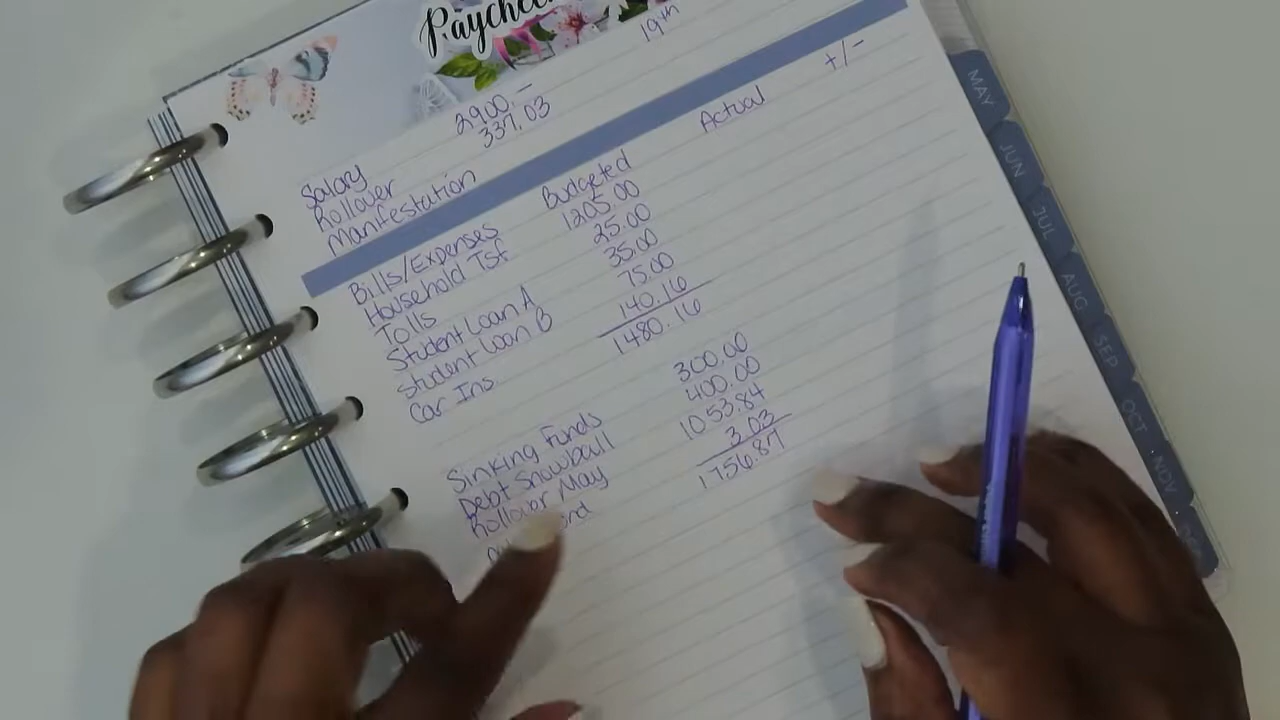 19th
Salary 2900.-
Rollover 337.03
Manifestation
Bills/Expenses Budgeted Actual +/-
Household Tsf 1205.00
Tolls 25.00
Student Loan A 35.00
Student Loan B 75.00
Car Ins. 140.16
1480.16
Sinking Funds 300.00
Debt Snowball 400.00
Rollover May 1053.84
3.03
1756.87
MAY
JUN
JUL
AUG
SEP
OCT
NOV